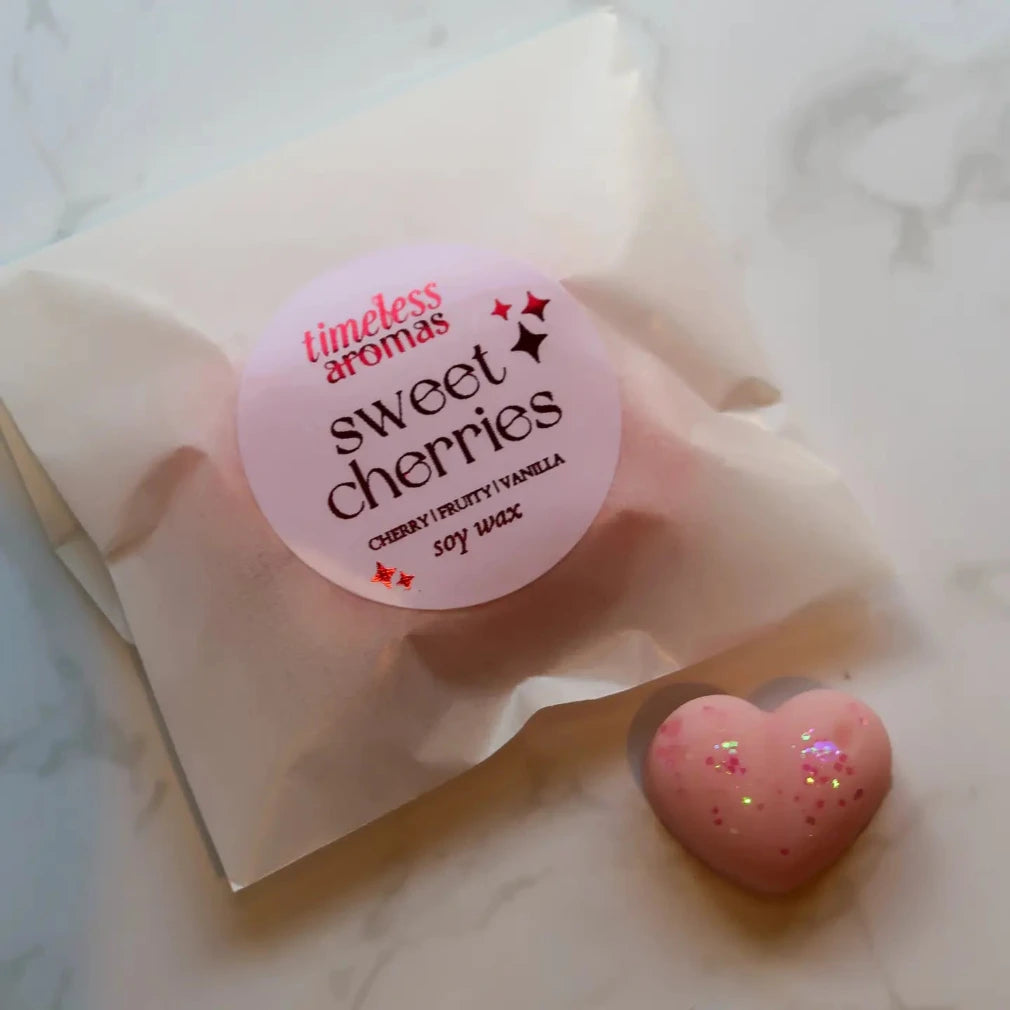 timeless
aromas
sweet
cherries
CHERRY | FRUITY | VANILLA
soy wax